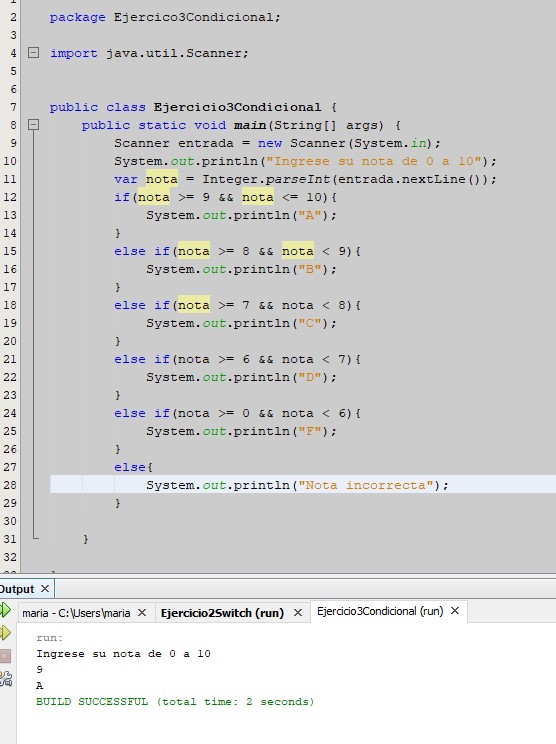 2 package Ejercico3Condicional;
3
4 import java.util.Scanner;
5
6
7 public class Ejercicio3Condicional {
8 public static void main(String[] args) {
9 Scanner entrada = new Scanner(System.in);
10 System.out.println("Ingrese su nota de 0 a 10");
11 var nota = Integer.parseInt(entrada.nextLine());
12 if(nota >= 9 && nota <= 10){
13 System.out.println("A");
14 }
15 else if(nota >= 8 && nota < 9){
16 System.out.println("B");
17 }
18 else if(nota >= 7 && nota < 8){
19 System.out.println("C");
20 }
21 else if(nota >= 6 && nota < 7){
22 System.out.println("D");
23 }
24 else if(nota >= 0 && nota < 6){
25 System.out.println("F");
26 }
27 else{
28 System.out.println("Nota incorrecta");
29 }
30
31 }
32
Output
maria - C:\Users\maria Ejercicio2Switch (run) Ejercicio3Condicional (run)
run:
Ingrese su nota de 0 a 10
9
A
BUILD SUCCESSFUL (total time: 2 seconds)